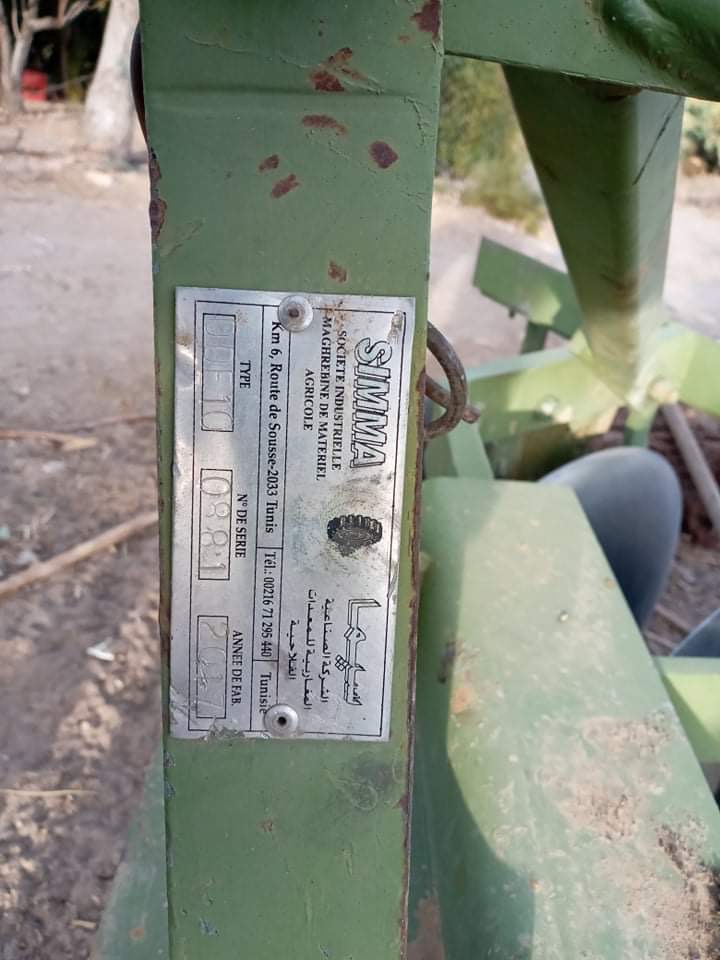 SIMMA
SOCIETE INDUSTRIELLE
MAGHREBINE DE MATERIEL
AGRICOLE
سيما
الشركة الصناعية
المغاربية للمعدات
الفلاحية
Km 6, Route de Sousse-2033 Tunis
Tél.: 00216 71 295 440
Tunisie
TYPE
N° DE SERIE
ANNEE DE FAB.
0881